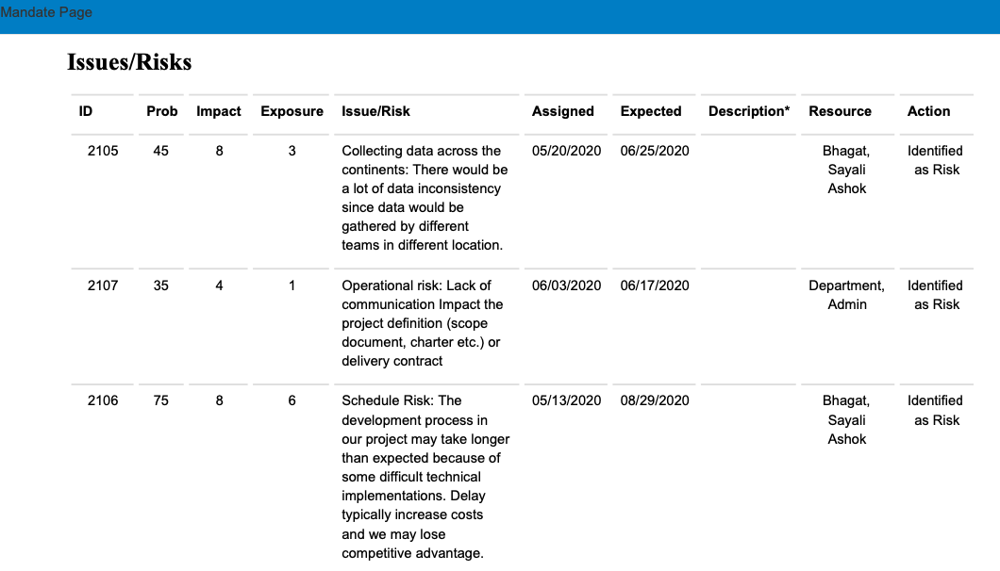 Mandate Page
Issues/Risks
ID Prob Impact Exposure Issue/Risk Assigned Expected Description* Resource Action
2105 45 8 3 Collecting data across the 05/20/2020 06/25/2020 Bhagat, Identified
continents: There would be Sayali as Risk
a lot of data inconsistency Ashok
since data would be
gathered by different
teams in different location.
2107 35 4 1 Operational risk: Lack of 06/03/2020 06/17/2020 Department, Identified
communication Impact the Admin as Risk
project definition (scope
document, charter etc.) or
delivery contract
2106 75 8 6 Schedule Risk: The 05/13/2020 08/29/2020 Bhagat, Identified
development process in Sayali as Risk
our project may take longer Ashok
than expected because of
some difficult technical
implementations. Delay
typically increase costs
and we may lose
competitive advantage.